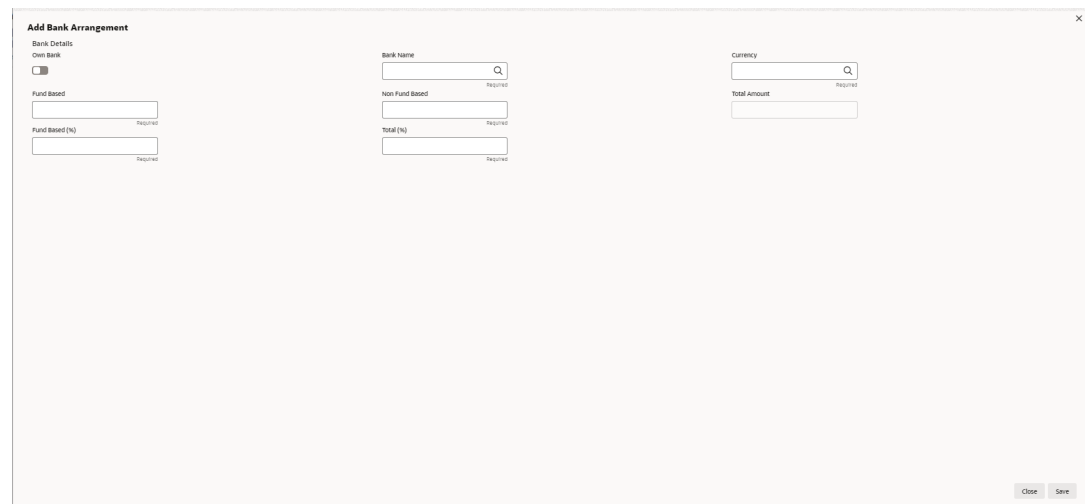 Add Bank Arrangement
Bank Details
Own Bank Bank Name Currency
Required Required
Fund Based Non Fund Based Total Amount
Required Required
Fund Based (%) Total (%)
Required Required
Close Save